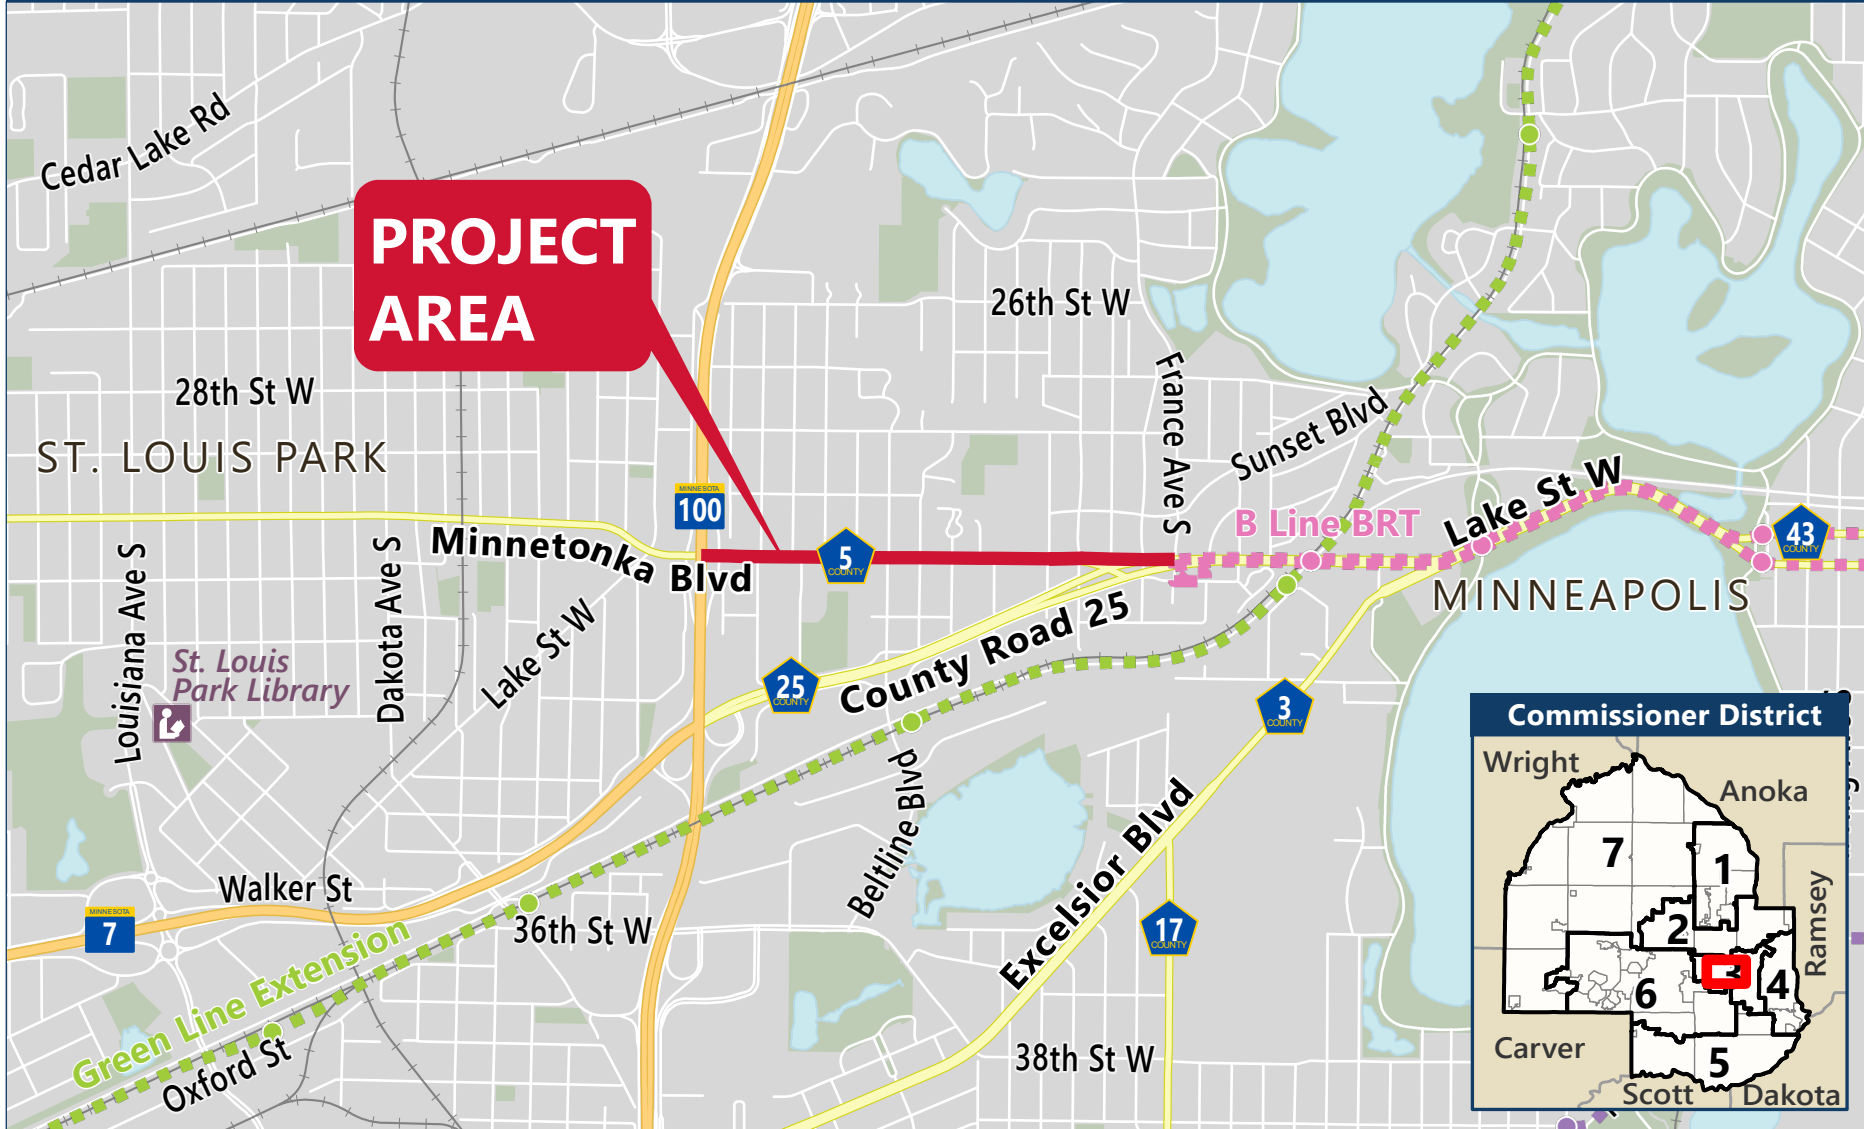 Cedar Lake Rd
PROJECT
AREA
26th St W
28th St W
France Ave S
Sunset Blvd
ST. LOUIS PARK
MINNESOTA
100
B Line BRT
Lake St W
43
COUNTY
Minnetonka Blvd
5
COUNTY
MINNEAPOLIS
Louisiana Ave S
Dakota Ave S
Lake St W
County Road 25
St. Louis
Park Library
25
COUNTY
3
COUNTY
Beltline Blvd
Excelsior Blvd
Walker St
MINNESOTA
7
36th St W
17
COUNTY
Green Line Extension
Oxford St
38th St W
Commissioner District
Wright
Anoka
7
1
2
Ramsey
3
4
6
Carver
5
Scott
Dakota